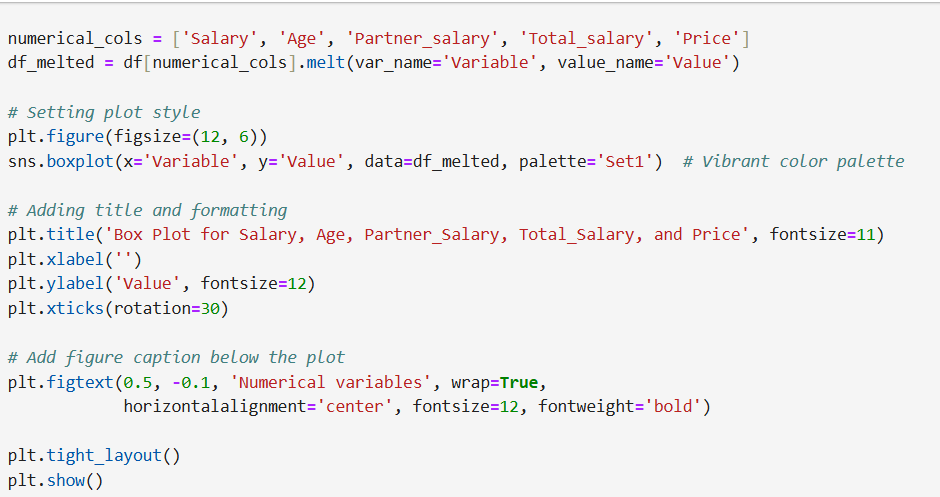 numerical_cols = ['Salary', 'Age', 'Partner_salary', 'Total_salary', 'Price']
df_melted = df[numerical_cols].melt(var_name='Variable', value_name='Value')
# Setting plot style
plt.figure(figsize=(12, 6))
sns.boxplot(x='Variable', y='Value', data=df_melted, palette='Set1')  # Vibrant color palette
# Adding title and formatting
plt.title('Box Plot for Salary, Age, Partner_Salary, Total_Salary, and Price', fontsize=11)
plt.xlabel('')
plt.ylabel('Value', fontsize=12)
plt.xticks(rotation=30)
# Add figure caption below the plot
plt.figtext(0.5, -0.1, 'Numerical variables', wrap=True,
            horizontalalignment='center', fontsize=12, fontweight='bold')
plt.tight_layout()
plt.show()